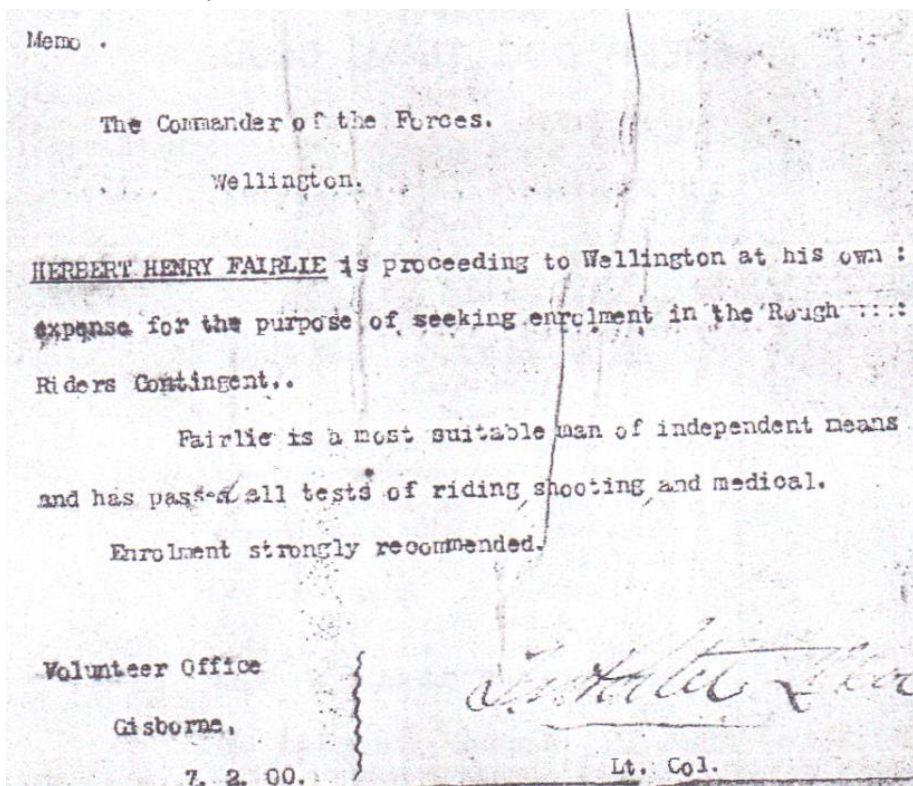 Memo .
The Commander of the Forces.
Wellington.
HERBERT HENRY FAIRLIE is proceeding to Wellington at his own :
expense for the purpose of seeking enrolment in the Rough ::::
Riders Contingent..
Fairlie is a most suitable man of independent means
and has passed all tests of riding, shooting, and medical.
Enrolment strongly recommended.
Volunteer Office
Gisborne.
7. 2. 00.
Lt. Col.